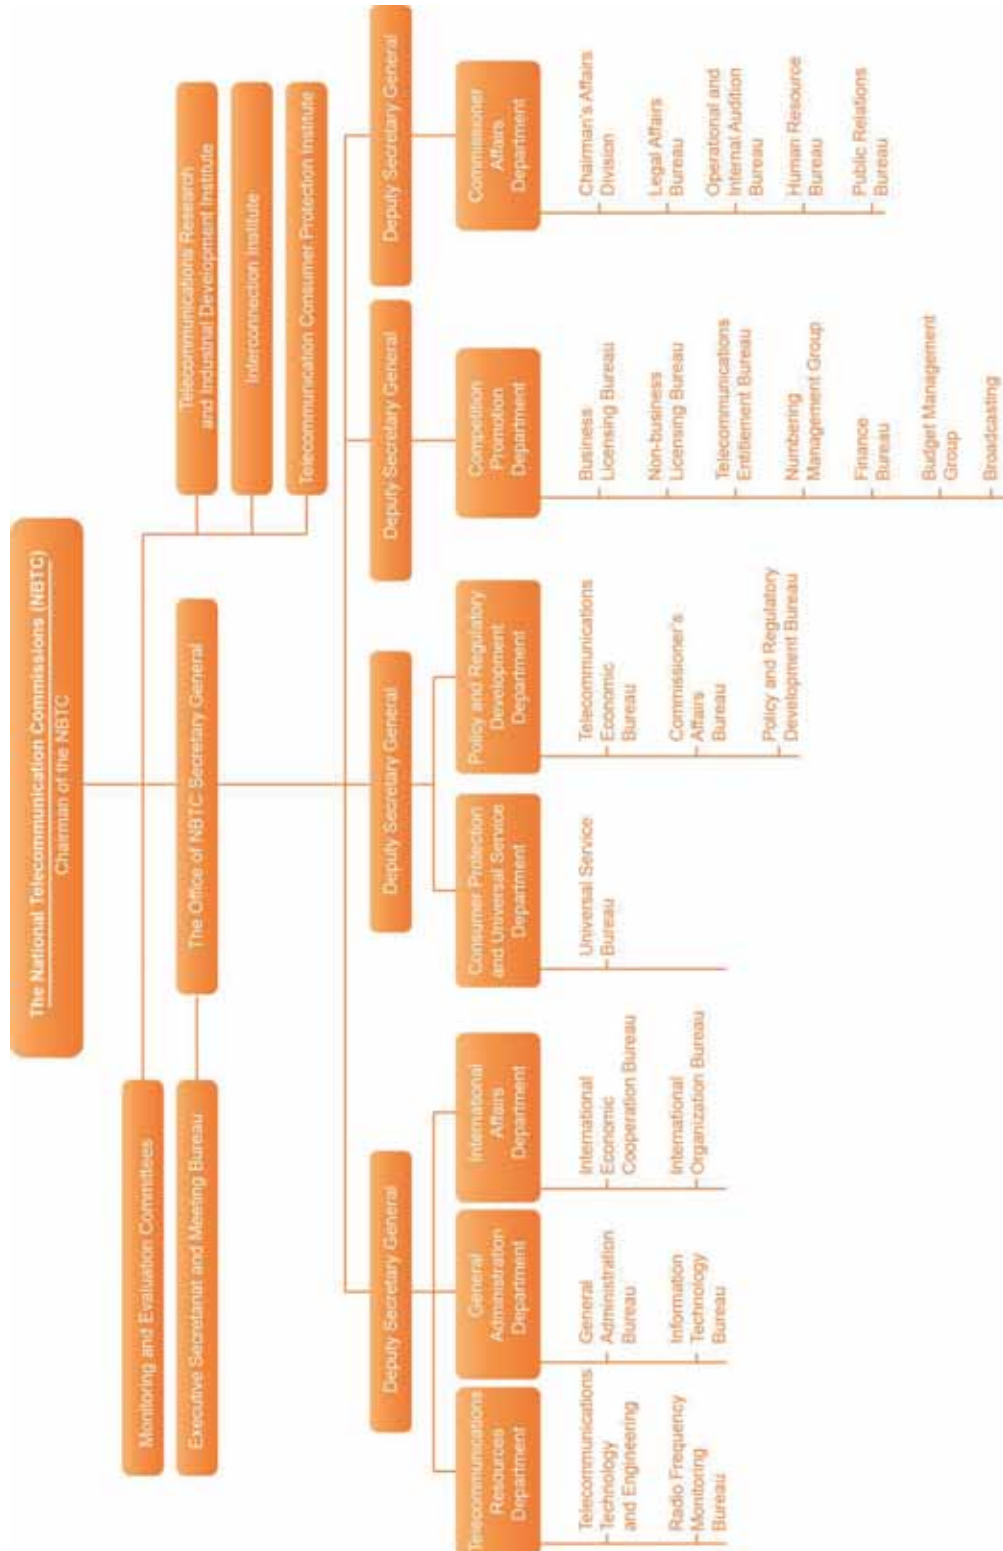 The National Telecommunication Commissions (NBTC)
Chairman of the NBTC
Monitoring and Evaluation Committees
Telecommunications Research
and Industrial Development Institute
Executive Secretariat and Meeting Bureau
The Office of NBTC Secretary General
Interconnection Institute
Telecommunication Consumer Protection Institute
Deputy Secretary General
Deputy Secretary General
Deputy Secretary General
Deputy Secretary General
Telecommunications
Resources
Department
General
Administration
Department
International
Affairs
Department
Consumer Protection
and Universal Service
Department
Policy and Regulatory
Development
Department
Competition
Promotion
Department
Commissioner
Affairs
Department
Telecommunications
Technology
and Engineering
Radio Frequency
Monitoring
Bureau
General
Administration
Bureau
Information
Technology
Bureau
International
Economic
Cooperation Bureau
International
Organization Bureau
Universal Service
Bureau
Telecommunications
Economic
Bureau
Commissioner's
Affairs
Bureau
Policy and Regulatory
Development Bureau
Business
Licensing Bureau
Non-business
Licensing Bureau
Telecommunications
Entitlement Bureau
Numbering
Management Group
Finance
Bureau
Budget Management
Group
Broadcasting
Chairman's Affairs
Division
Legal Affairs
Bureau
Operational and
Internal Audition
Bureau
Human Resource
Bureau
Public Relations
Bureau